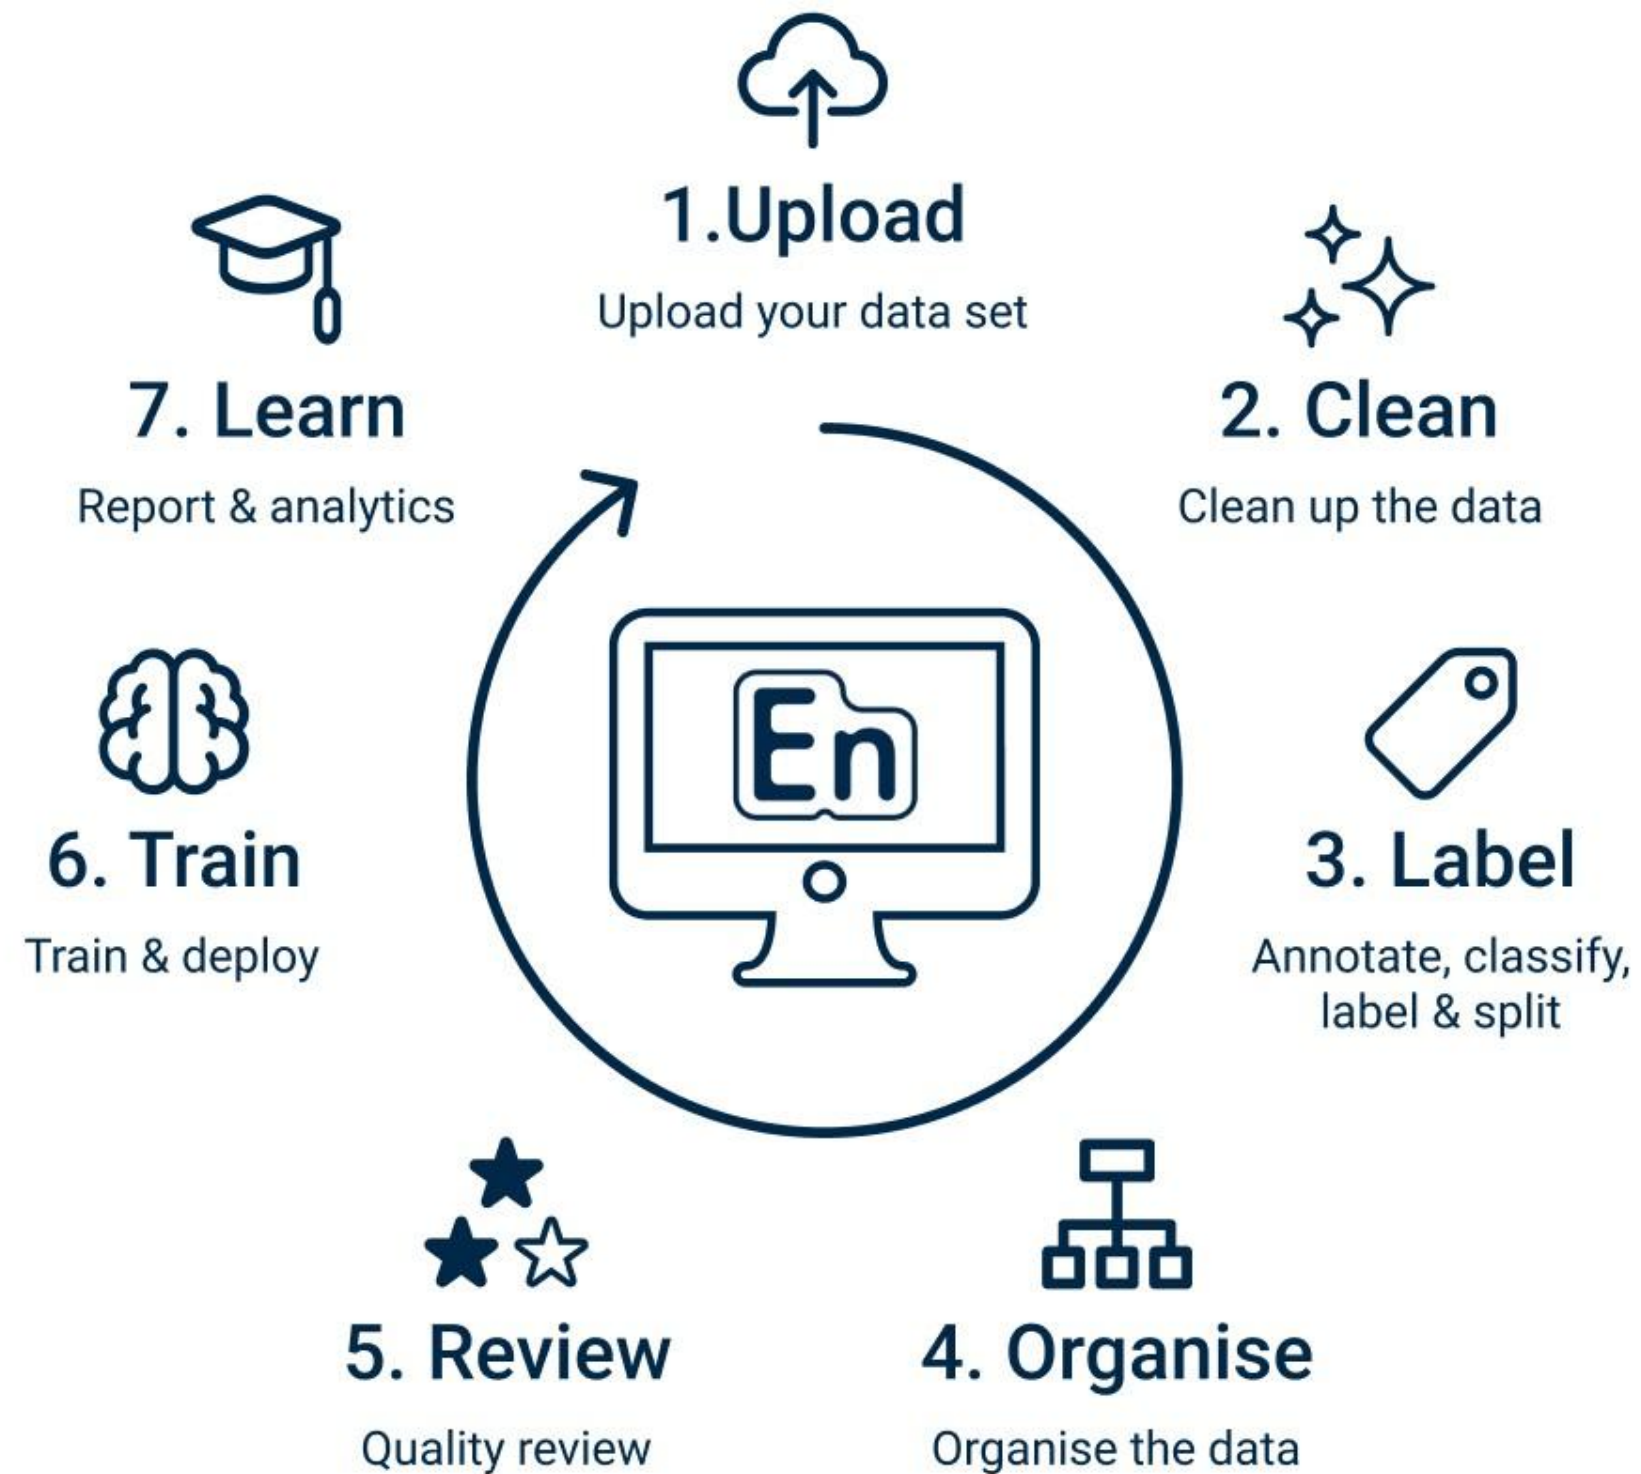 1.Upload
Upload your data set
2. Clean
Clean up the data
3. Label
Annotate, classify,
label & split
4. Organise
Organise the data
5. Review
Quality review
6. Train
Train & deploy
7. Learn
Report & analytics
En